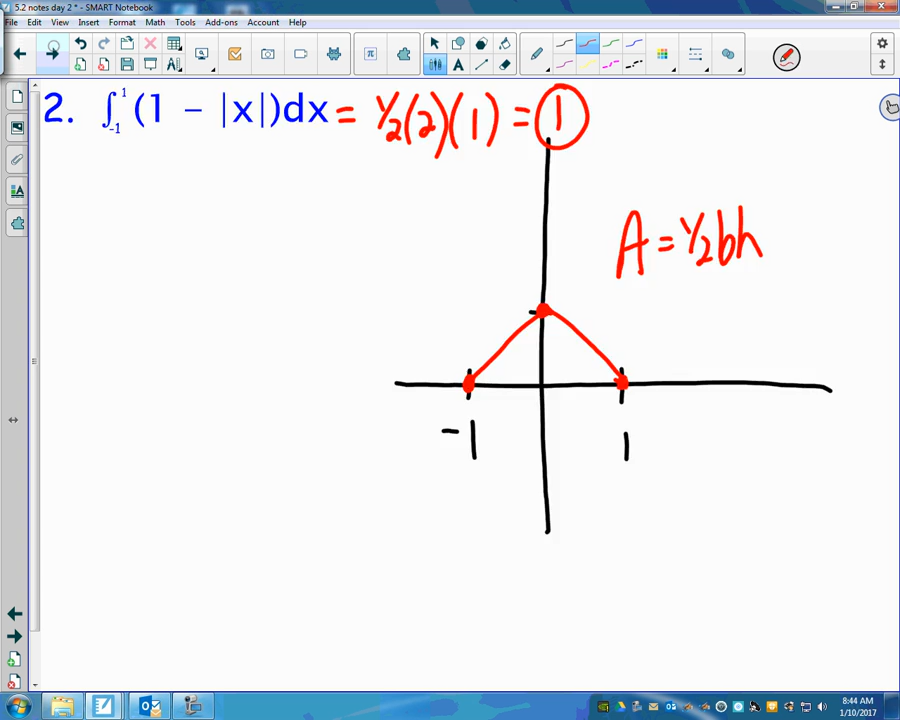 5.2 notes day 2 * - SMART Notebook
File Edit View Insert Format Math Tools Add-ons Account Help
2. ∫₋₁¹ (1 − |x|)dx = 1/2(2)(1) = 1
A = 1/2bh
-1 1
8:44 AM
1/10/2017